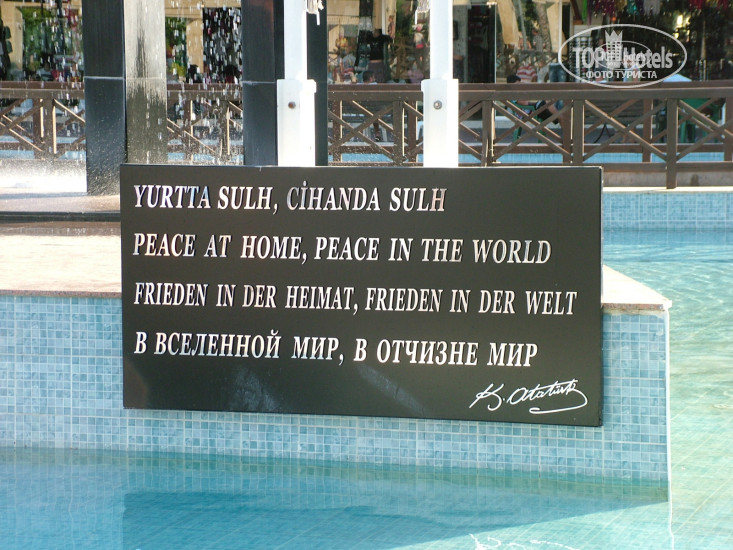 TOP Hotels
ФОТО ТУРИСТА
YURTTA SULH, CİHANDA SULH
PEACE AT HOME, PEACE IN THE WORLD
FRIEDEN IN DER HEIMAT, FRIEDEN IN DER WELT
В ВСЕЛЕННОЙ МИР, В ОТЧИЗНЕ МИР
K. Atatürk